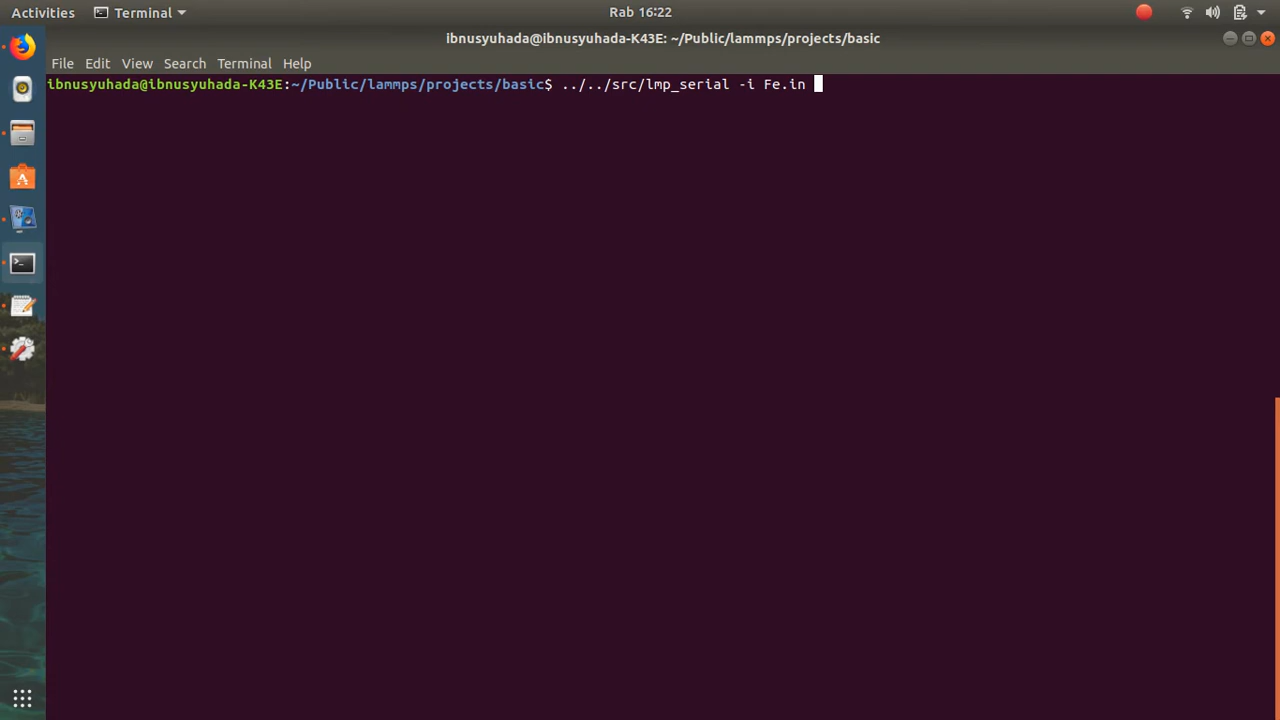 Activities Terminal Rab 16:22
ibnusyuhada@ibnusyuhada-K43E: ~/Public/lammps/projects/basic
File Edit View Search Terminal Help
ibnusyuhada@ibnusyuhada-K43E:~/Public/lammps/projects/basic$ ../../src/lmp_serial -i Fe.in